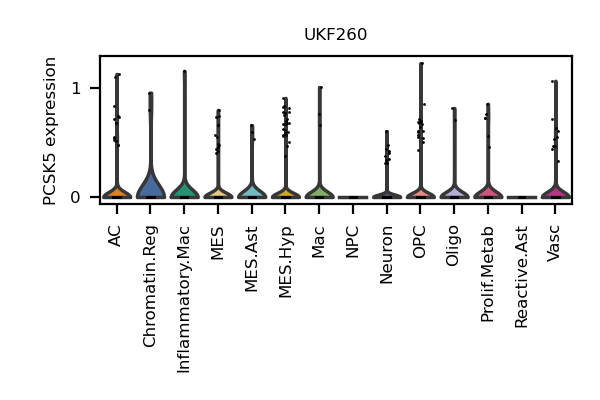 UKF260
PCSK5 expression
1
0
AC
Chromatin.Reg
Inflammatory.Mac
MES
MES.Ast
MES.Hyp
Mac
NPC
Neuron
OPC
Oligo
Prolif.Metab
Reactive.Ast
Vasc